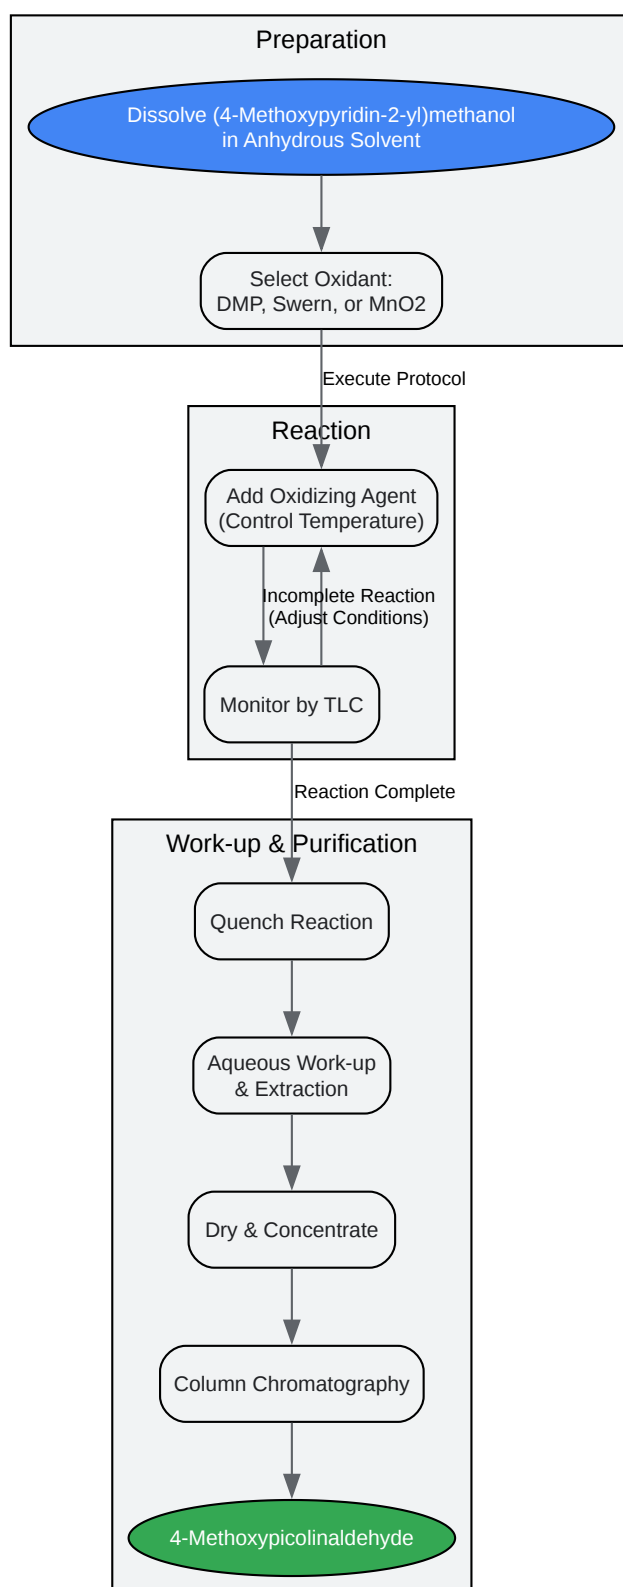 Preparation
Dissolve (4-Methoxypyridin-2-yl)methanol
in Anhydrous Solvent
Select Oxidant:
DMP, Swern, or MnO2
Execute Protocol
Reaction
Add Oxidizing Agent
(Control Temperature)
Incomplete Reaction
(Adjust Conditions)
Monitor by TLC
Reaction Complete
Work-up & Purification
Quench Reaction
Aqueous Work-up
& Extraction
Dry & Concentrate
Column Chromatography
4-Methoxypicolinaldehyde